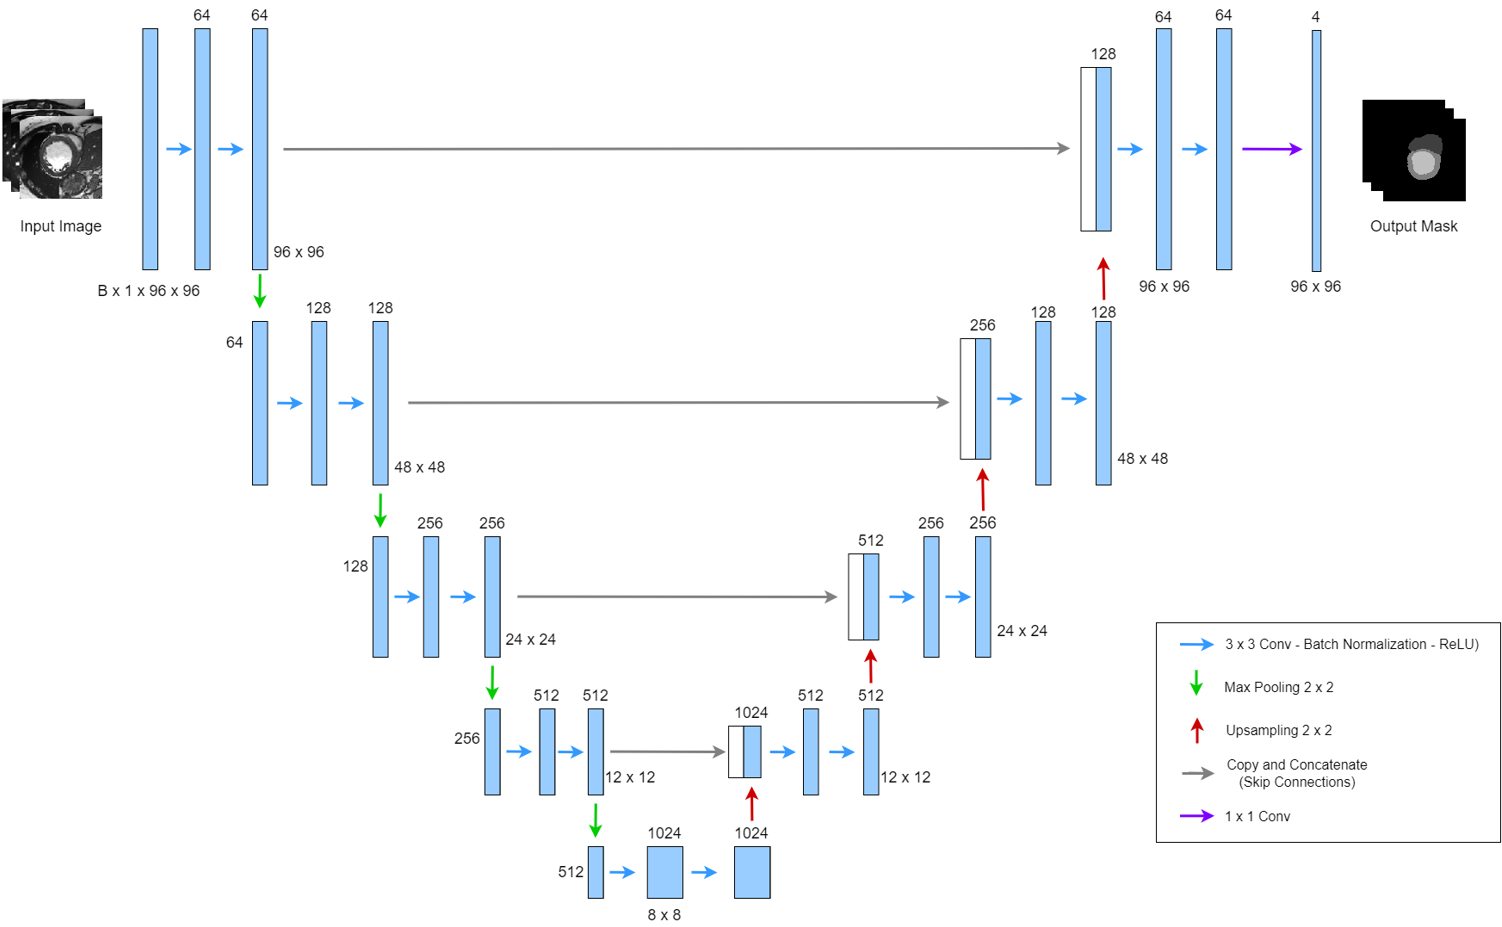 64
64
128
64
64
4
Input Image
Output Mask
96 x 96
B x 1 x 96 x 96
96 x 96
96 x 96
64
128
128
256
128
128
48 x 48
48 x 48
128
256
256
512
256
256
24 x 24
24 x 24
256
512
512
1024
512
512
12 x 12
12 x 12
512
1024
1024
8 x 8
3 x 3 Conv - Batch Normalization - ReLU)
Max Pooling 2 x 2
Upsampling 2 x 2
Copy and Concatenate
(Skip Connections)
1 x 1 Conv